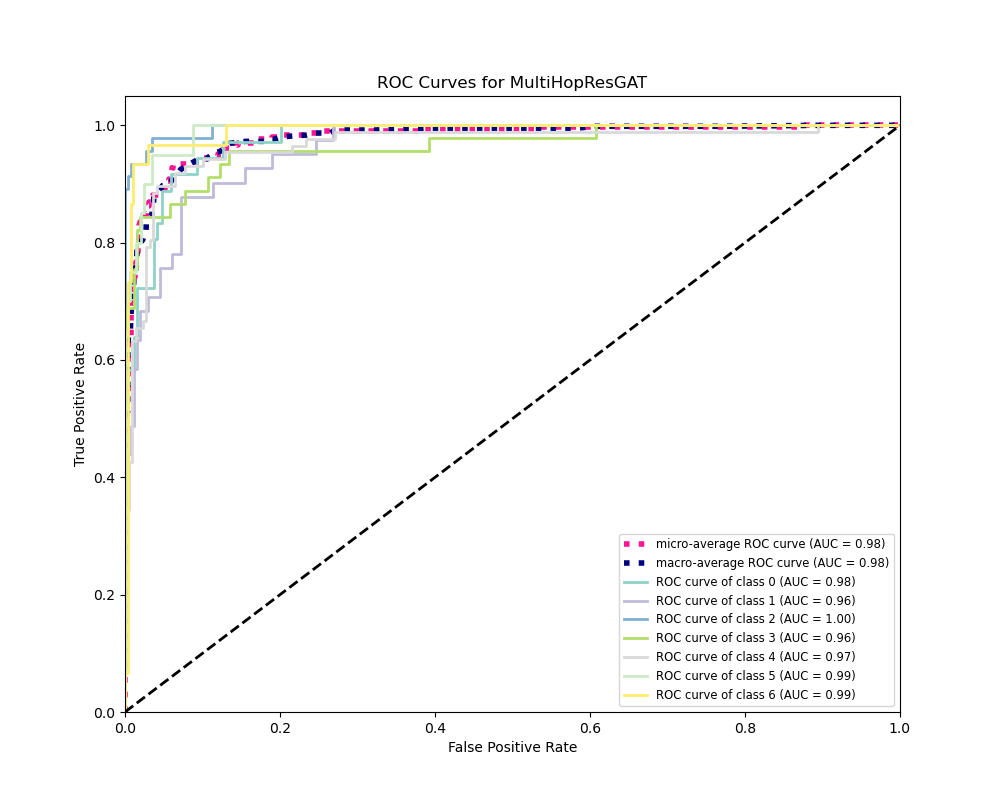 ROC Curves for MultiHopResGAT
True Positive Rate
1.0
0.8
0.6
0.4
0.2
0.0
micro-average ROC curve (AUC = 0.98)
macro-average ROC curve (AUC = 0.98)
ROC curve of class 0 (AUC = 0.98)
ROC curve of class 1 (AUC = 0.96)
ROC curve of class 2 (AUC = 1.00)
ROC curve of class 3 (AUC = 0.96)
ROC curve of class 4 (AUC = 0.97)
ROC curve of class 5 (AUC = 0.99)
ROC curve of class 6 (AUC = 0.99)
0.0 0.2 0.4 0.6 0.8 1.0
False Positive Rate